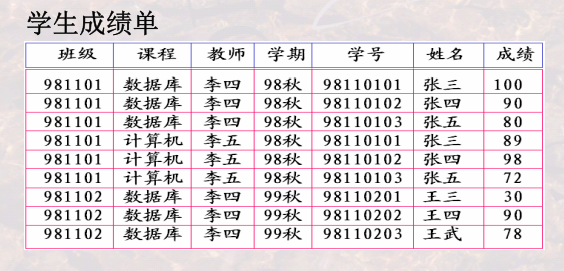 学生成绩单
班级 课程 教师 学期 学号 姓名 成绩
981101 数据库 李四 98秋 98110101 张三 100
981101 数据库 李四 98秋 98110102 张四 90
981101 数据库 李四 98秋 98110103 张五 80
981101 计算机 李五 98秋 98110101 张三 89
981101 计算机 李五 98秋 98110102 张四 98
981101 计算机 李五 98秋 98110103 张五 72
981102 数据库 李四 99秋 98110201 王三 30
981102 数据库 李四 99秋 98110202 王四 90
981102 数据库 李四 99秋 98110203 王武 78